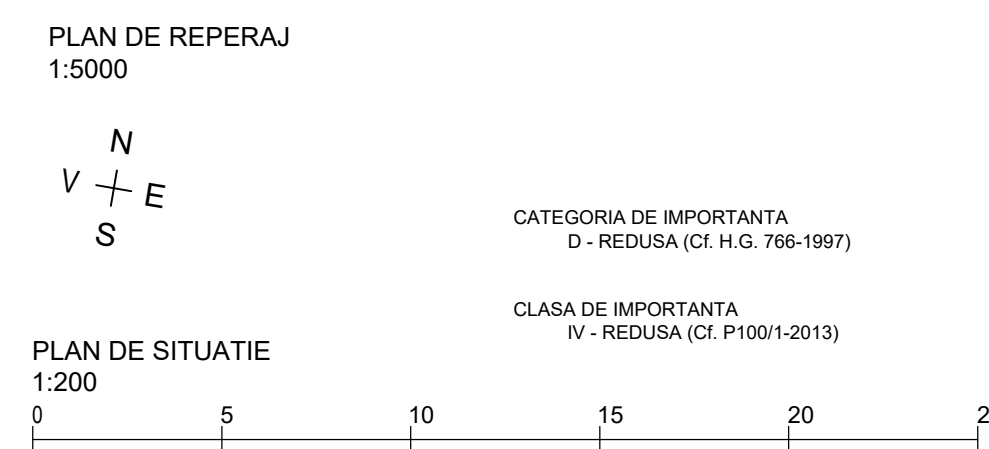 PLAN DE REPERAJ
1:5000
N
V E
S
CATEGORIA DE IMPORTANTA
D - REDUSA (Cf. H.G. 766-1997)
CLASA DE IMPORTANTA
IV - REDUSA (Cf. P100/1-2013)
PLAN DE SITUATIE
1:200
0 5 10 15 20 2